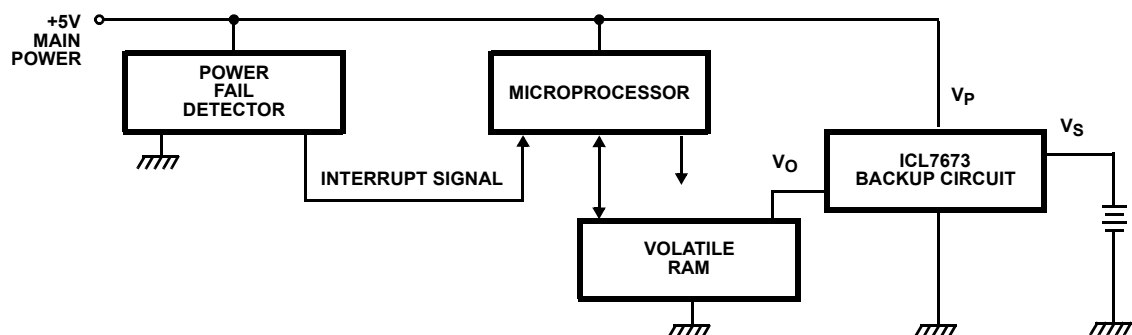 +5V
MAIN
POWER
POWER
FAIL
DETECTOR
MICROPROCESSOR
VP
VS
ICL7673
BACKUP CIRCUIT
VO
INTERRUPT SIGNAL
VOLATILE
RAM